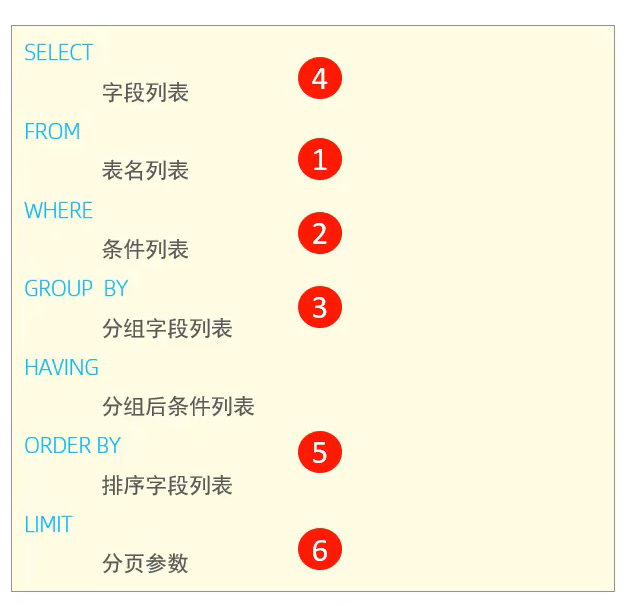 SELECT
字段列表
4
FROM
表名列表
1
WHERE
条件列表
2
GROUP BY
分组字段列表
3
HAVING
分组后条件列表
ORDER BY
5
排序字段列表
LIMIT
分页参数
6